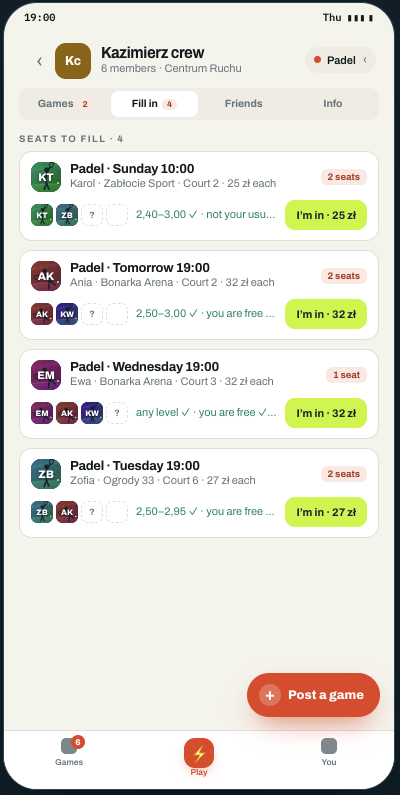 19:00
Thu
‹
Kc
Kazimierz crew
6 members · Centrum Ruchu
Padel ‹
Games 2
Fill in 4
Friends
Info
SEATS TO FILL · 4
KT
Padel · Sunday 10:00
Karol · Zabłocie Sport · Court 2 · 25 zł each
2 seats
KT ZB ?
2,40–3,00 ✓ · not your usu…
I'm in · 25 zł
AK
Padel · Tomorrow 19:00
Ania · Bonarka Arena · Court 2 · 32 zł each
2 seats
AK KW ?
2,50–3,00 ✓ · you are free …
I'm in · 32 zł
EM
Padel · Wednesday 19:00
Ewa · Bonarka Arena · Court 3 · 32 zł each
1 seat
EM AK KW ?
any level ✓ · you are free ✓…
I'm in · 32 zł
ZB
Padel · Tuesday 19:00
Zofia · Ogrody 33 · Court 6 · 27 zł each
2 seats
ZB AK ?
2,50–2,95 ✓ · you are free …
I'm in · 27 zł
+ Post a game
6
Games
Play
You